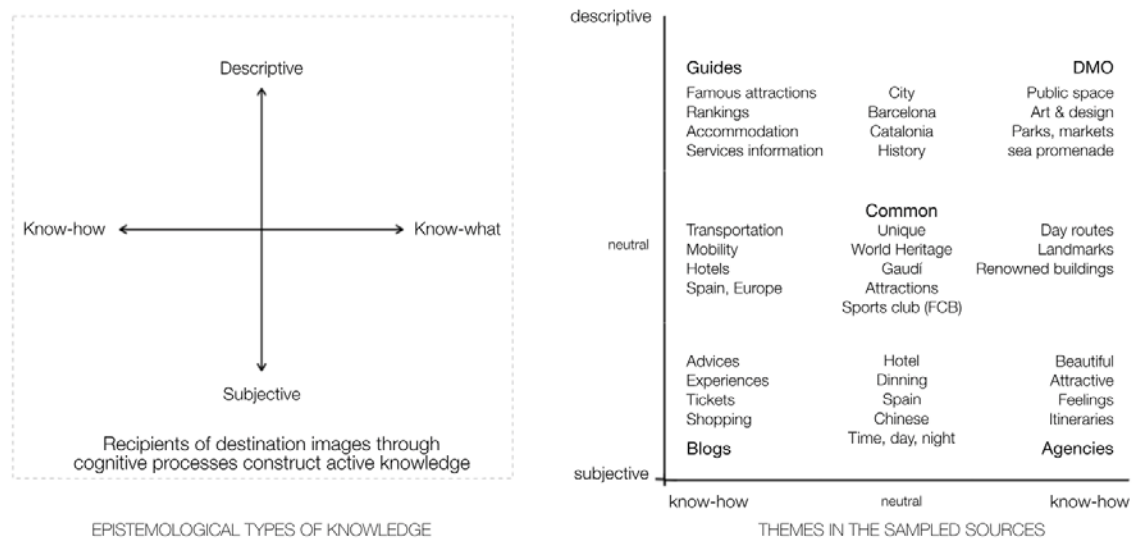 Descriptive
Know-how
Know-what
Subjective
Recipients of destination images through
cognitive processes construct active knowledge
EPISTEMOLOGICAL TYPES OF KNOWLEDGE
descriptive
Guides DMO
Famous attractions City Public space
Rankings Barcelona Art & design
Accommodation Catalonia Parks, markets
Services information History sea promenade
Common
Transportation Unique Day routes
neutral Mobility World Heritage Landmarks
Hotels Gaudí Renowned buildings
Spain, Europe Attractions
Sports club (FCB)
Advices Hotel Beautiful
Experiences Dinning Attractive
Tickets Spain Feelings
Shopping Chinese Itineraries
Time, day, night
Blogs Agencies
subjective
know-how neutral know-how
THEMES IN THE SAMPLED SOURCES